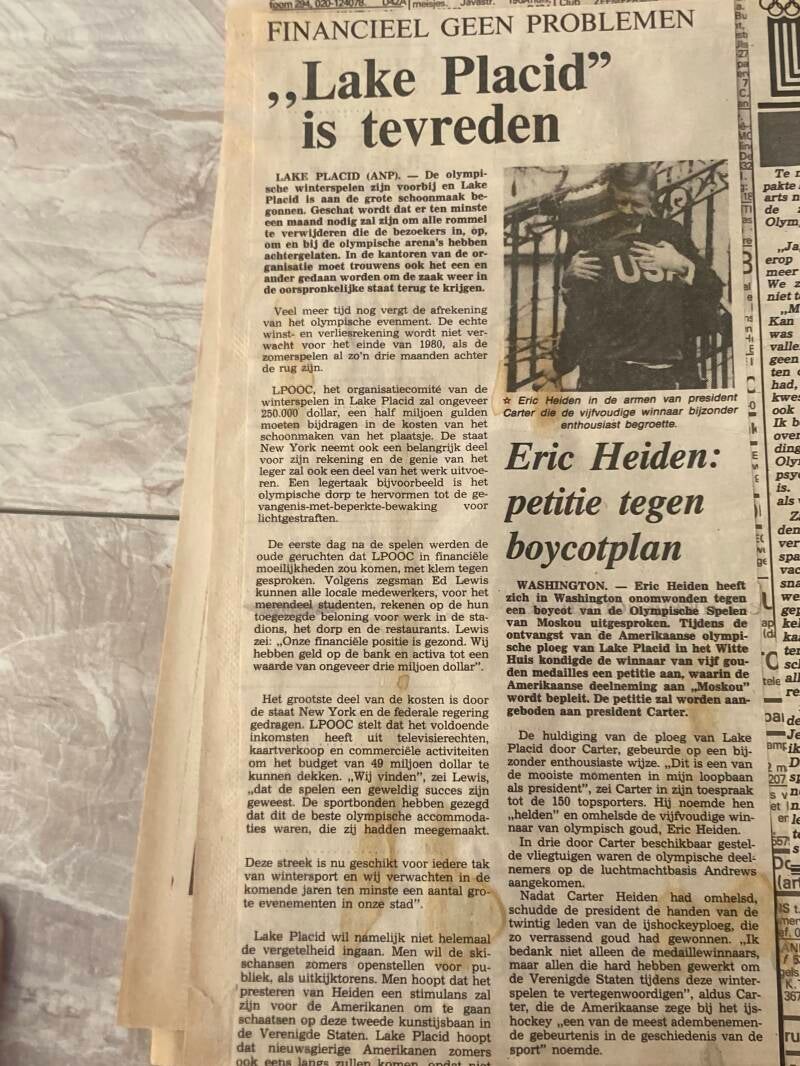 foom 294, 020-124078.
meisjes. Javastr.
Club
FINANCIEEL GEEN PROBLEMEN
,,Lake Placid”
is tevreden
LAKE PLACID (ANP). — De olympi-
sche winterspelen zijn voorbij en Lake
Placid is aan de grote schoonmaak be-
gonnen. Geschat wordt dat er ten minste
een maand nodig zal zijn om alle rommel
te verwijderen die de bezoekers in, op,
om en bij de olympische arena's hebben
achtergelaten. In de kantoren van de or-
ganisatie moet trouwens ook het een en
ander gedaan worden om de zaak weer in
de oorspronkelijke staat terug te krijgen.
Veel meer tijd nog vergt de afrekening
van het olympische evenment. De echte
winst- en verliesrekening wordt niet ver-
wacht voor het einde van 1980, als de
zomerspelen al zo'n drie maanden achter
de rug zijn.
LPOOC, het organisatiecomité van de
winterspelen in Lake Placid zal ongeveer
250.000 dollar, een half miljoen gulden
moeten bijdragen in de kosten van het
schoonmaken van het plaatsje. De staat
New York neemt ook een belangrijk deel
voor zijn rekening en de genie van het
leger zal ook een deel van het werk uitvoe-
ren. Een legertaak bijvoorbeeld is het
olympische dorp te hervormen tot de ge-
vangenis-met-beperkte-bewaking voor
lichtgestraften.
De eerste dag na de spelen werden de
oude geruchten dat LPOOC in financiële
moeilijkheden zou komen, met klem tegen
gesproken. Volgens zegsman Ed Lewis
kunnen alle locale medewerkers, voor het
merendeel studenten, rekenen op de hun
toegezegde beloning voor werk in de sta-
dions, het dorp en de restaurants. Lewis
zei: „Onze financiële positie is gezond. Wij
hebben geld op de bank en activa tot een
waarde van ongeveer drie miljoen dollar”.
Het grootste deel van de kosten is door
de staat New York en de federale regering
gedragen. LPOOC stelt dat het voldoende
inkomsten heeft uit televisierechten,
kaartverkoop en commerciële activiteiten
om het budget van 49 miljoen dollar te
kunnen dekken. „Wij vinden”, zei Lewis,
„dat de spelen een geweldig succes zijn
geweest. De sportbonden hebben gezegd
dat dit de beste olympische accommoda-
ties waren, die zij hadden meegemaakt.
Deze streek is nu geschikt voor iedere tak
van wintersport en wij verwachten in de
komende jaren ten minste een aantal gro-
te evenementen in onze stad”.
Lake Placid wil namelijk niet helemaal
de vergetelheid ingaan. Men wil de ski-
schansen zomers openstellen voor pu-
bliek, als uitkijktorens. Men hoopt dat het
presteren van Heiden een stimulans zal
zijn voor de Amerikanen om te gaan
schaatsen op deze tweede kunstijsbaan in
de Verenigde Staten. Lake Placid hoopt
dat nieuwsgierige Amerikanen zomers
ook eens langs zullen komen, opdat niet
USA
☆ Eric Heiden in de armen van president
Carter die de vijfvoudige winnaar bijzonder
enthousiast begroette.
Eric Heiden:
petitie tegen
boycotplan
WASHINGTON. — Eric Heiden heeft
zich in Washington onomwonden tegen
een boycot van de Olympische Spelen
van Moskou uitgesproken. Tijdens de
ontvangst van de Amerikaanse olympi-
sche ploeg van Lake Placid in het Witte
Huis kondigde de winnaar van vijf gou-
den medailles een petitie aan, waarin de
Amerikaanse deelneming aan „Moskou”
wordt bepleit. De petitie zal worden aan-
geboden aan president Carter.
De huldiging van de ploeg van Lake
Placid door Carter, gebeurde op een bij-
zonder enthousiaste wijze. „Dit is een van
de mooiste momenten in mijn loopbaan
als president”, zei Carter in zijn toespraak
tot de 150 topsporters. Hij noemde hen
„helden” en omhelsde de vijfvoudige win-
naar van olympisch goud, Eric Heiden.
In drie door Carter beschikbaar gestel-
de vliegtuigen waren de olympische deel-
nemers op de luchtmachtbasis Andrews
aangekomen.
Nadat Carter Heiden had omhelsd,
schudde de president de handen van de
twintig leden van de ijshockeyploeg, die
zo verrassend goud had gewonnen. „Ik
bedank niet alleen de medaillewinnaars,
maar allen die hard hebben gewerkt om
de Verenigde Staten tijdens deze winter-
spelen te vertegenwoordigen”, aldus Car-
ter, die de Amerikaanse zege bij het ijs-
hockey „een van de meest adembenemen-
de gebeurtenis in de geschiedenis van de
sport” noemde.